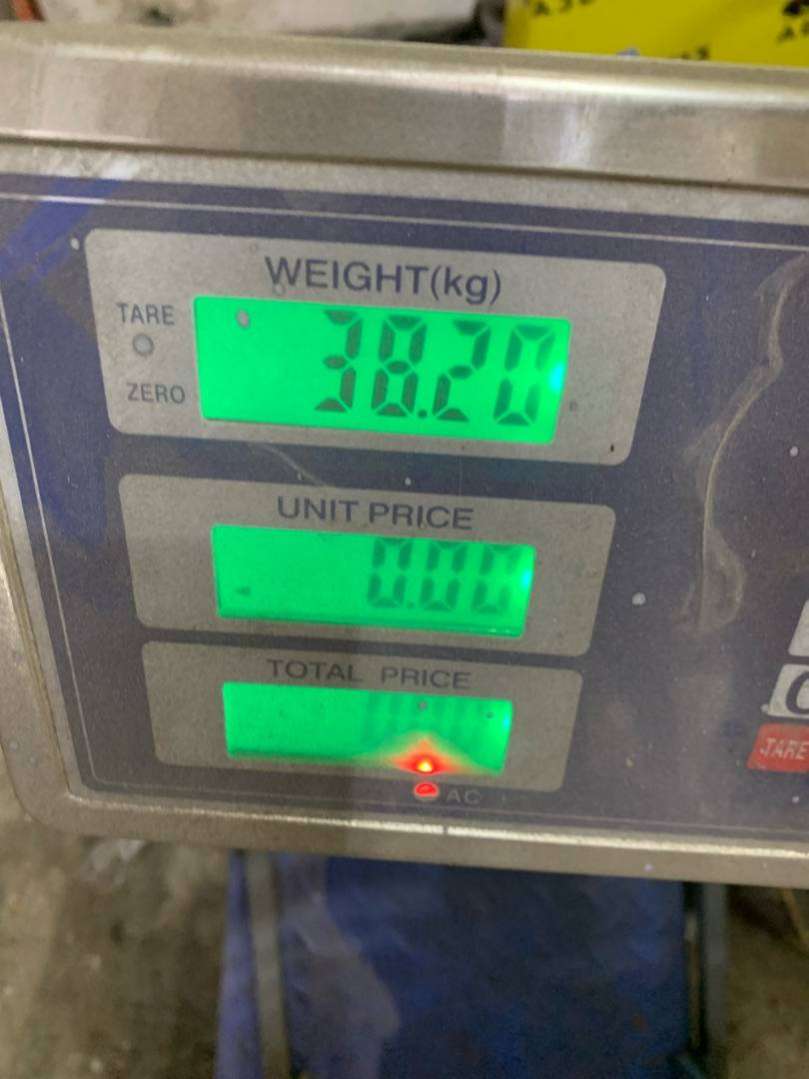 WEIGHT(kg)
TARE
38.20
ZERO
UNIT PRICE
0.00
TOTAL PRICE
AC
TARE